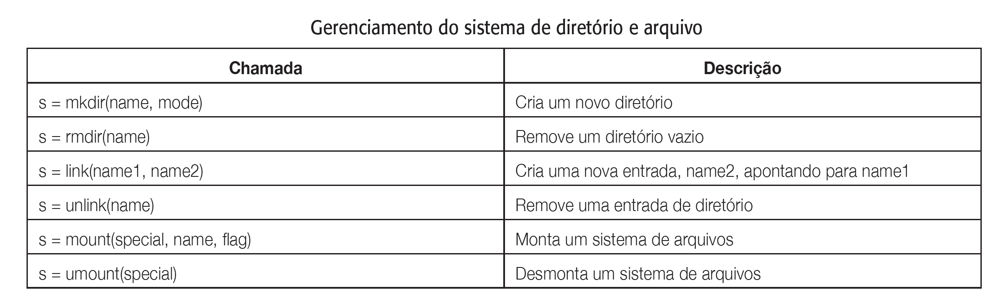 Gerenciamento do sistema de diretório e arquivo
Chamada Descrição
s = mkdir(name, mode) Cria um novo diretório
s = rmdir(name) Remove um diretório vazio
s = link(name1, name2) Cria uma nova entrada, name2, apontando para name1
s = unlink(name) Remove uma entrada de diretório
s = mount(special, name, flag) Monta um sistema de arquivos
s = umount(special) Desmonta um sistema de arquivos